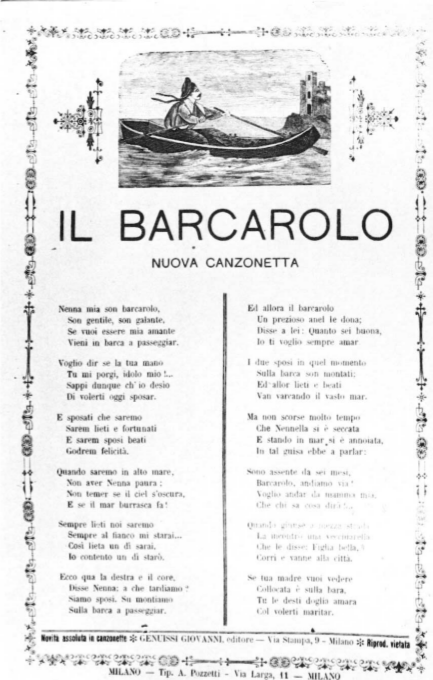 IL BARCAROLO
NUOVA CANZONETTA
Nenna mia son barcarolo,
Son gentile, son galante,
Se vuoi essere mia amante
Vieni in barca a passeggiar.
Voglio dir se la tua mano
Tu mi porgi, idolo mio!...
Sappi dunque ch'io desio
Di volerti oggi sposar.
E sposati che saremo
Sarem lieti e fortunati
E sarem sposi beati
Godrem felicità.
Quando saremo in alto mare,
Non aver Nenna paura;
Non temer se il ciel s'oscura,
E se il mar burrasca fa!
Sempre lieti noi saremo
Sempre al fianco mi starai...
Così lieta un dì sarai,
Io contento un dì starò.
Ecco qua la destra e il core,
Disse Nenna; a che tardiamo?
Siamo sposi, Su montiamo
Sulla barca a passeggiar.
Ed allora il barcarolo
Un prezioso anel le dona;
Disse a lei: Quanto sei buona,
Io ti voglio sempre amar
I due sposi in quel momento
Sulla barca son montati;
Ed allor lieti e beati
Van varcando il vasto mar.
Ma non scorse molto tempo
Chè Nennella si è seccata
E stando in mar si è annoiata,
In tal guisa ebbe a parlar:
Sono assente da sei mesi,
Barcarolo, andiamo via!
Voglio andar da mamma mia,
Che chi sa cosa dirà!..
Quando giunse a mezza strada
La incontrò una
Che le disse: Figlia bella,
Corri e vanne alla città.
Se tua madre vuoi vedere
Collocata è sulla bara,
Tu le desti doglia amara
Col volerti maritar.
Novità assoluta in canzonette ❊ GENUSSI GIOVANNI, editore — Via Stampa, 9 - Milano ❊ Riprod. vietata
MILANO — Tip. A. Pozzetti - Via Larga, 11 — MILANO